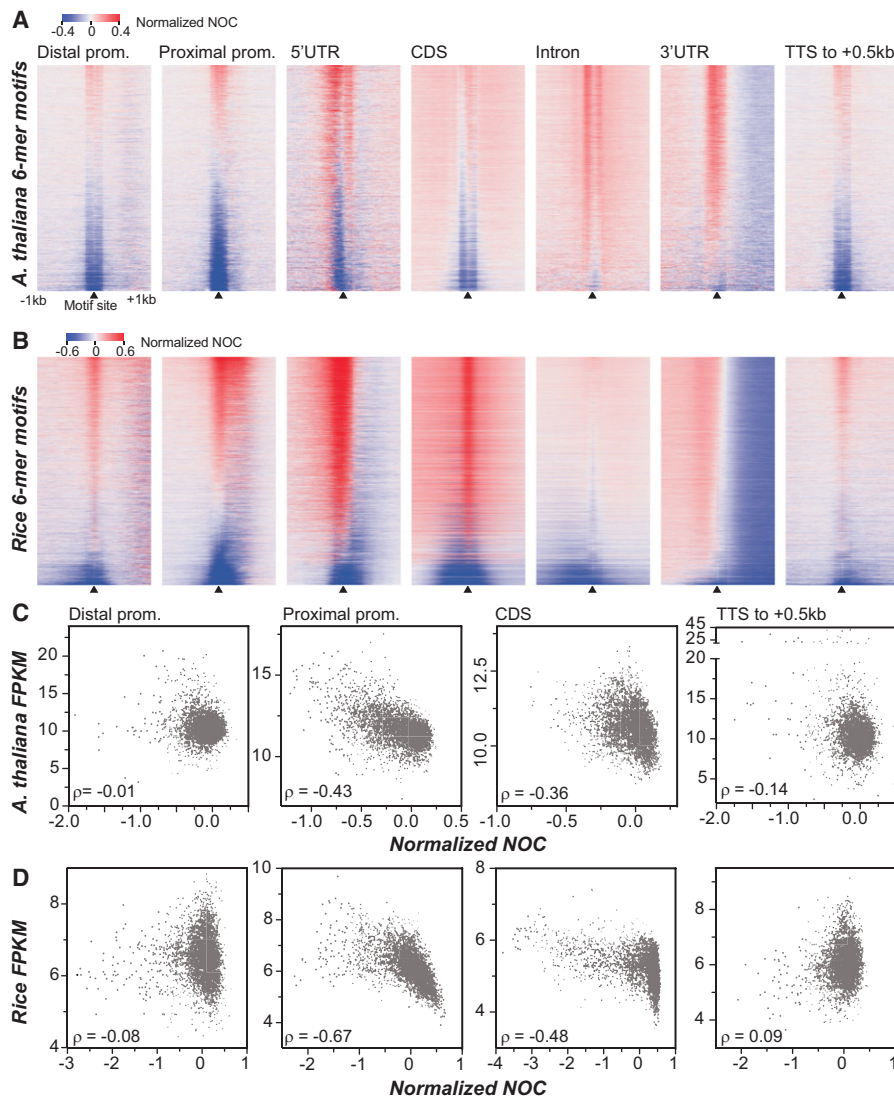 A
-0.4 0 0.4 Normalized NOC
Distal prom. Proximal prom. 5'UTR CDS Intron 3'UTR TTS to +0.5kb
A. thaliana 6-mer motifs
-1kb Motif site +1kb
B
-0.6 0 0.6 Normalized NOC
Rice 6-mer motifs
C
Distal prom. Proximal prom. CDS TTS to +0.5kb
A. thaliana FPKM
20
15
10
5
0
ρ= -0.01
-2.0 -1.0 0.0
15
10
ρ = -0.43
-1.0 -0.5 0.0 0.5
12.5
10.0
ρ = -0.36
-1.0 -0.5 0.0
45
25
20
15
10
5
ρ = -0.14
-2.0 -1.0 0.0
Normalized NOC
D
Rice FPKM
8
6
4
ρ = -0.08
-3 -2 -1 0 1
10
8
6
4
ρ = -0.67
-2 -1 0 1
8
6
4
ρ = -0.48
-4 -3 -2 -1 0 1
8
6
4
ρ = 0.09
-2 -1 0 1
Normalized NOC